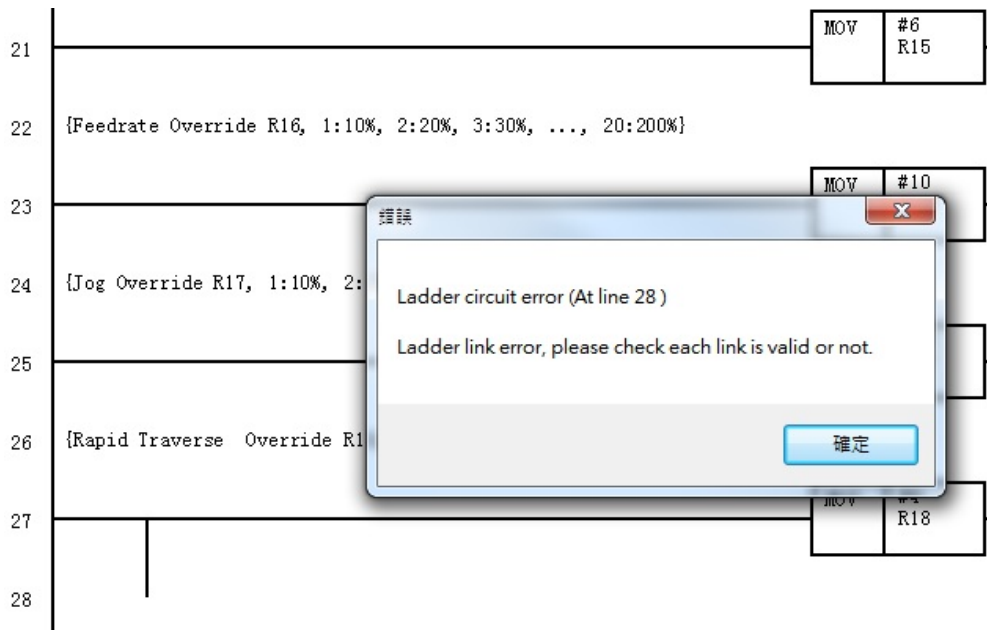 MOV #6
21 R15
22 {Feedrate Override R16, 1:10%, 2:20%, 3:30%, ..., 20:200%}
MOV #10
23
錯誤
24 {Jog Override R17, 1:10%, 2:
Ladder circuit error (At line 28 )
Ladder link error, please check each link is valid or not.
25
26 {Rapid Traverse Override R1
確定
MOV #4
27 R18
28